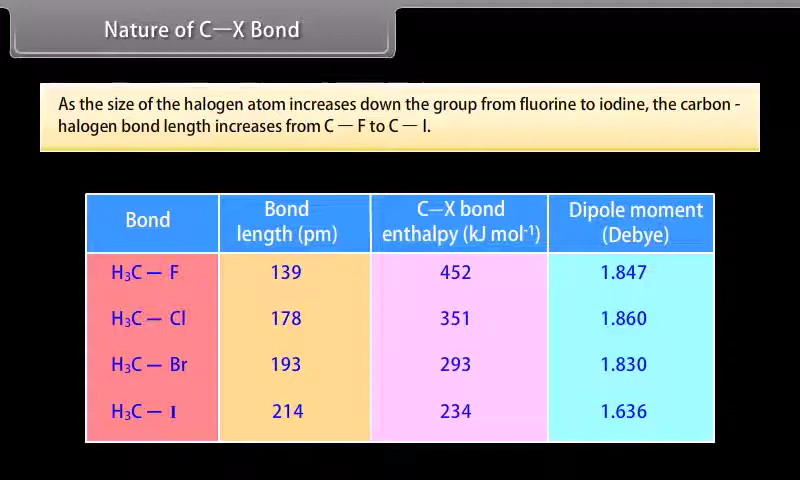 Nature of C—X Bond
As the size of the halogen atom increases down the group from fluorine to iodine, the carbon -
halogen bond length increases from C — F to C — I.
Bond | Bond length (pm) | C—X bond enthalpy (kJ mol⁻¹) | Dipole moment (Debye)
H₃C — F | 139 | 452 | 1.847
H₃C — Cl | 178 | 351 | 1.860
H₃C — Br | 193 | 293 | 1.830
H₃C — I | 214 | 234 | 1.636